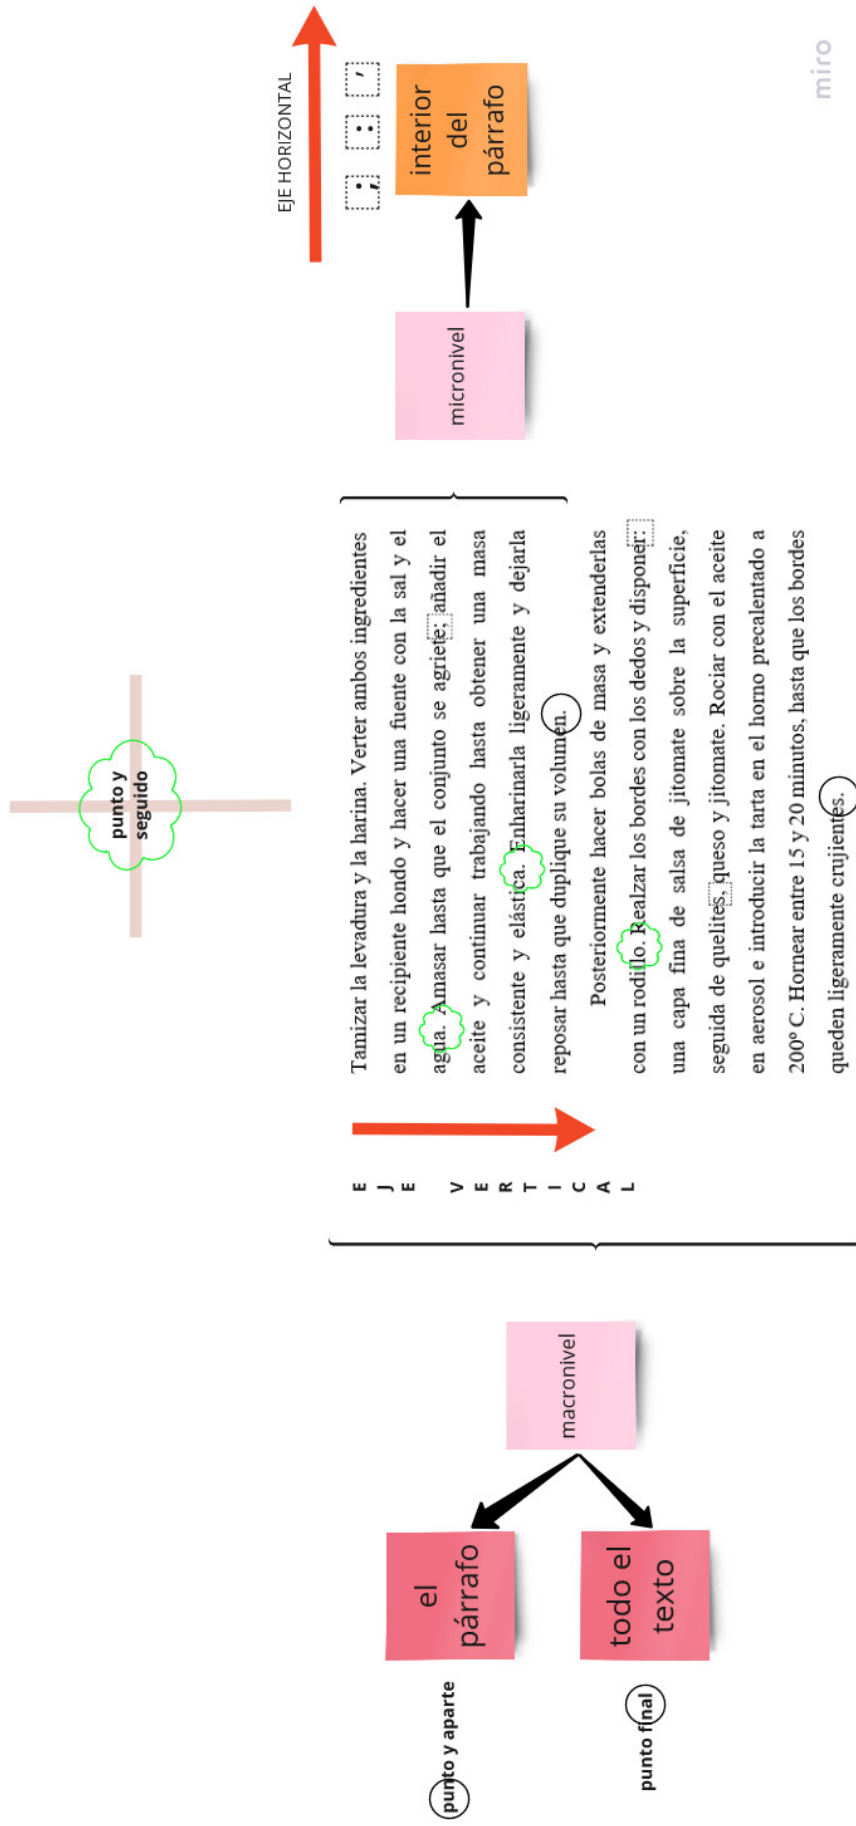 punto y
seguido
EJE HORIZONTAL
; : ,
interior
del
párrafo
micronivel
Tamizar la levadura y la harina. Verter ambos ingredientes
en un recipiente hondo y hacer una fuente con la sal y el
agua. Amasar hasta que el conjunto se agriete; añadir el
aceite y continuar trabajando hasta obtener una masa
consistente y elástica. Enharinarla ligeramente y dejarla
reposar hasta que duplique su volumen.
Posteriormente hacer bolas de masa y extenderlas
con un rodillo. Realzar los bordes con los dedos y disponer:
una capa fina de salsa de jitomate sobre la superficie,
seguida de quelites, queso y jitomate. Rociar con el aceite
en aerosol e introducir la tarta en el horno precalentado a
200º C. Hornear entre 15 y 20 minutos, hasta que los bordes
queden ligeramente crujientes.
EJE VERTICAL
macronivel
el
párrafo
punto y aparte
todo el
texto
punto final
miro